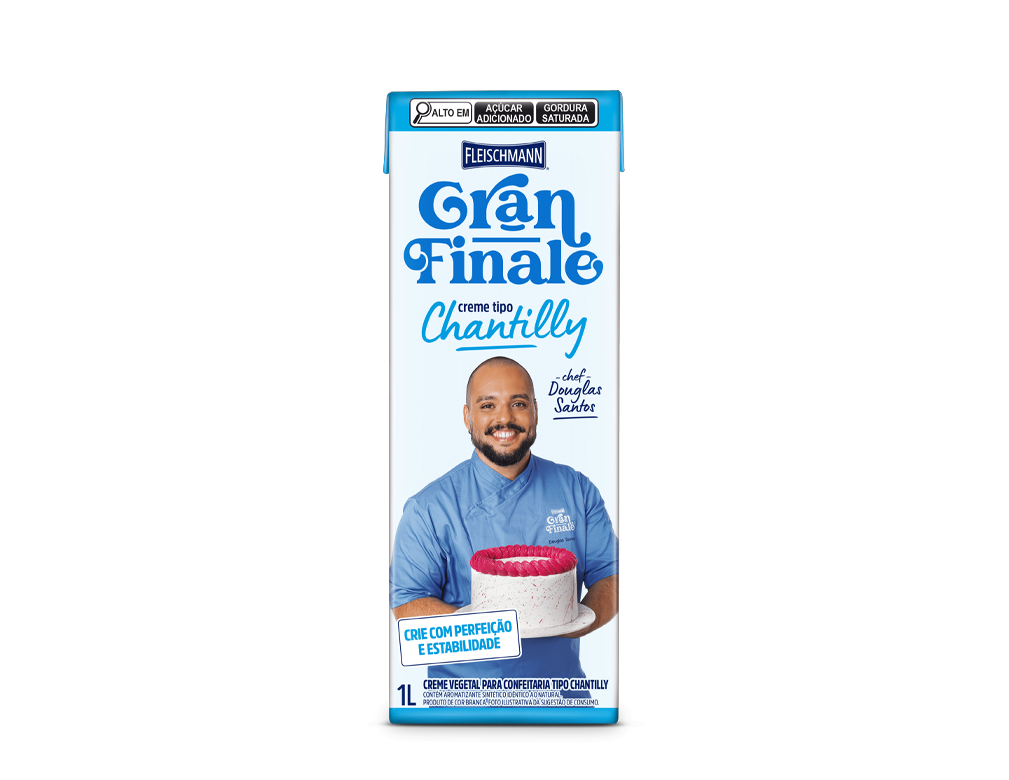 ALTO EM
AÇÚCAR
ADICIONADO
GORDURA
SATURADA
FLEISCHMANN
Gran
Finale
creme tipo
Chantilly
- chef -
Douglas
Santos
Gran
Finale
CRIE COM PERFEIÇÃO
E ESTABILIDADE
1L
CREME VEGETAL PARA CONFEITARIA TIPO CHANTILLY
CONTÉM AROMATIZANTE SINTÉTICO IDÊNTICO AO NATURAL.
PRODUTO DE COR BRANCA. FOTO ILUSTRATIVA DA SUGESTÃO DE CONSUMO.